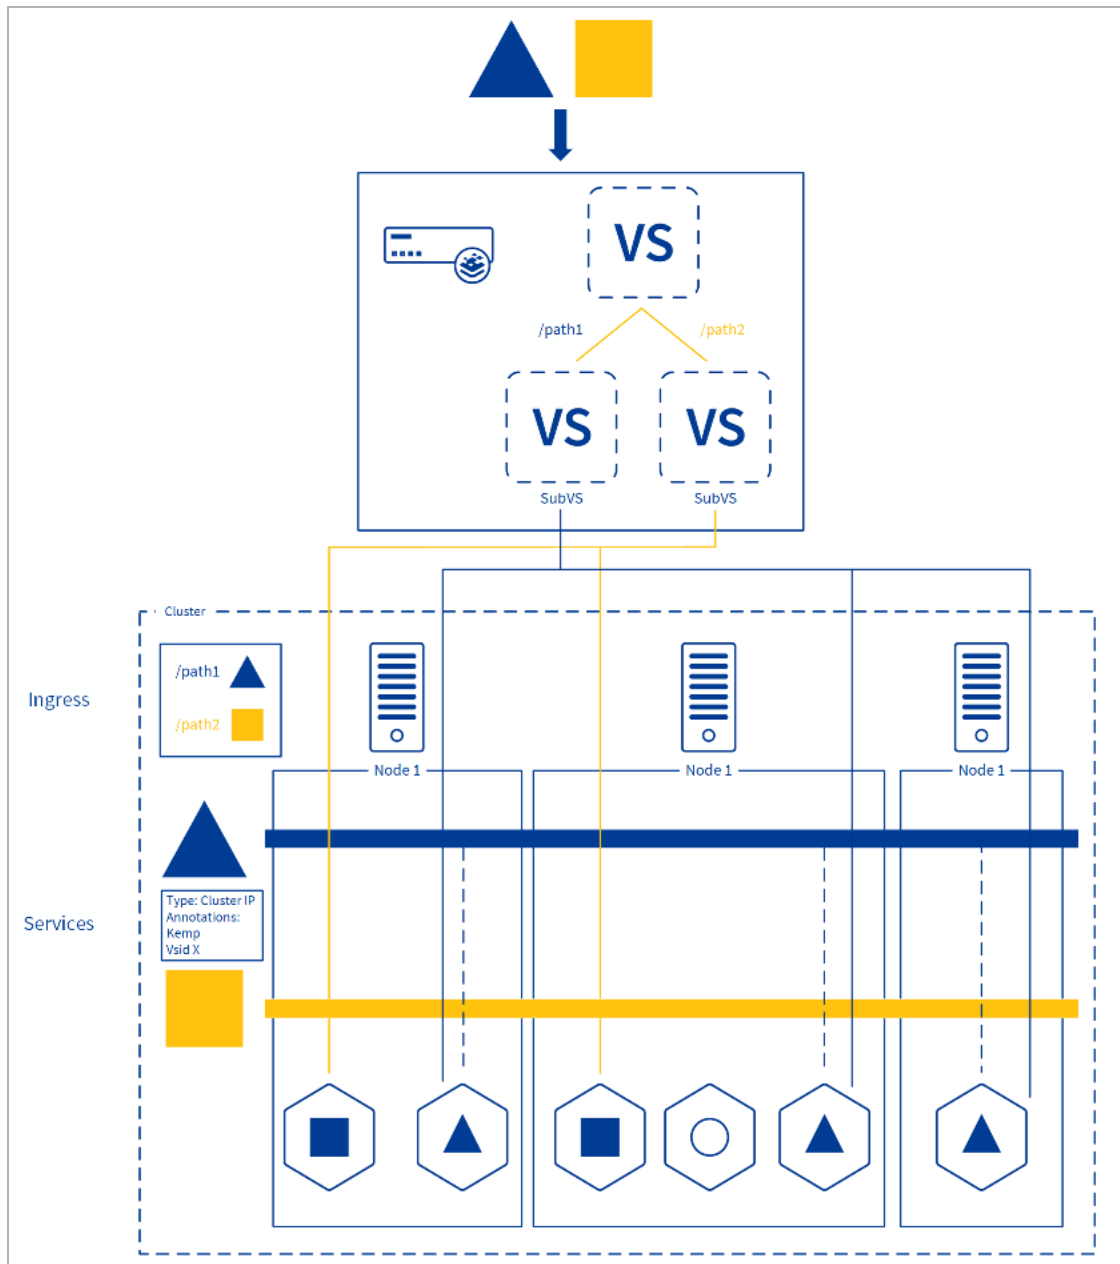 VS
/path1
/path2
VS
VS
SubVS
SubVS
Cluster
Ingress
/path1
/path2
Node 1
Node 1
Node 1
Services
Type: Cluster IP
Annotations:
Kemp
Vsid X